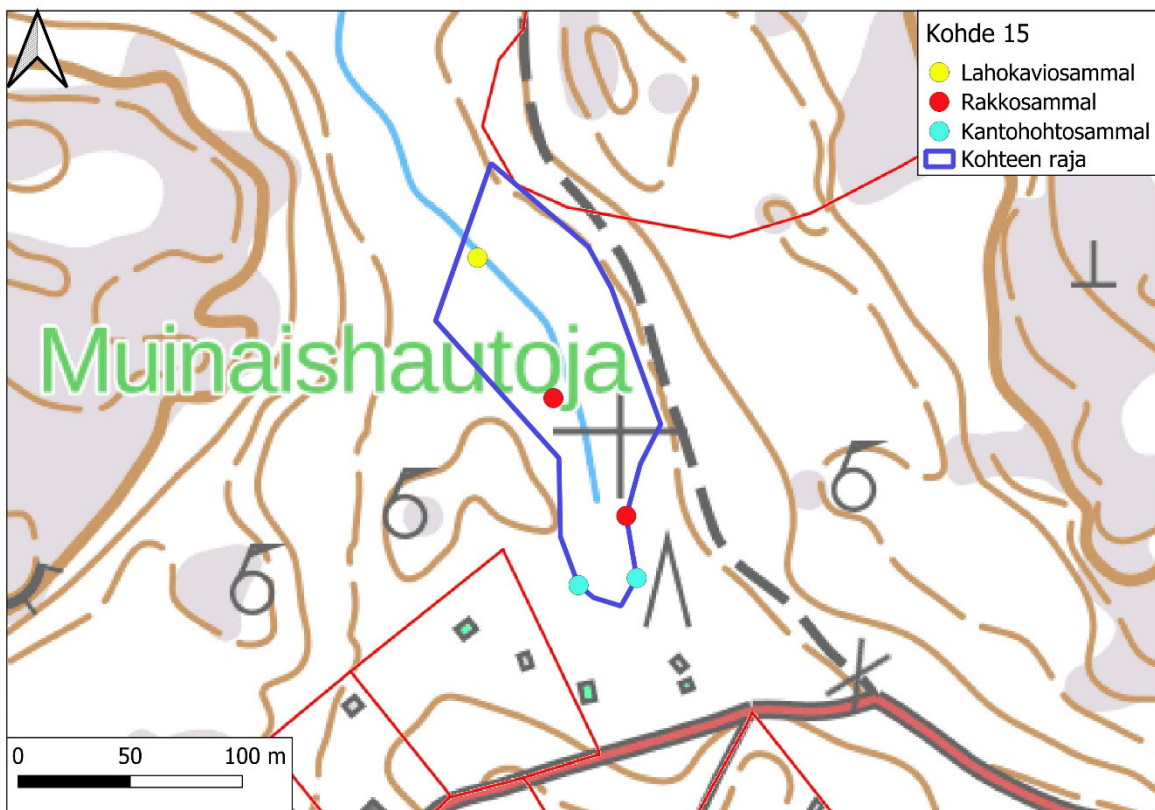 Kohde 15
Lahokaviosammal
Rakkosammal
Kantohohtosammal
Kohteen raja
Muinaishautoja
0 50 100 m